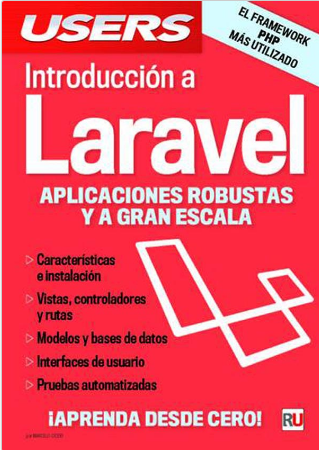 USERS
EL FRAMEWORK
PHP
MÁS UTILIZADO
Introducción a
Laravel
APLICACIONES ROBUSTAS
Y A GRAN ESCALA
▷ Características
e instalación
▷ Vistas, controladores
y rutas
▷ Modelos y bases de datos
▷ Interfaces de usuario
▷ Pruebas automatizadas
¡APRENDA DESDE CERO!
RU